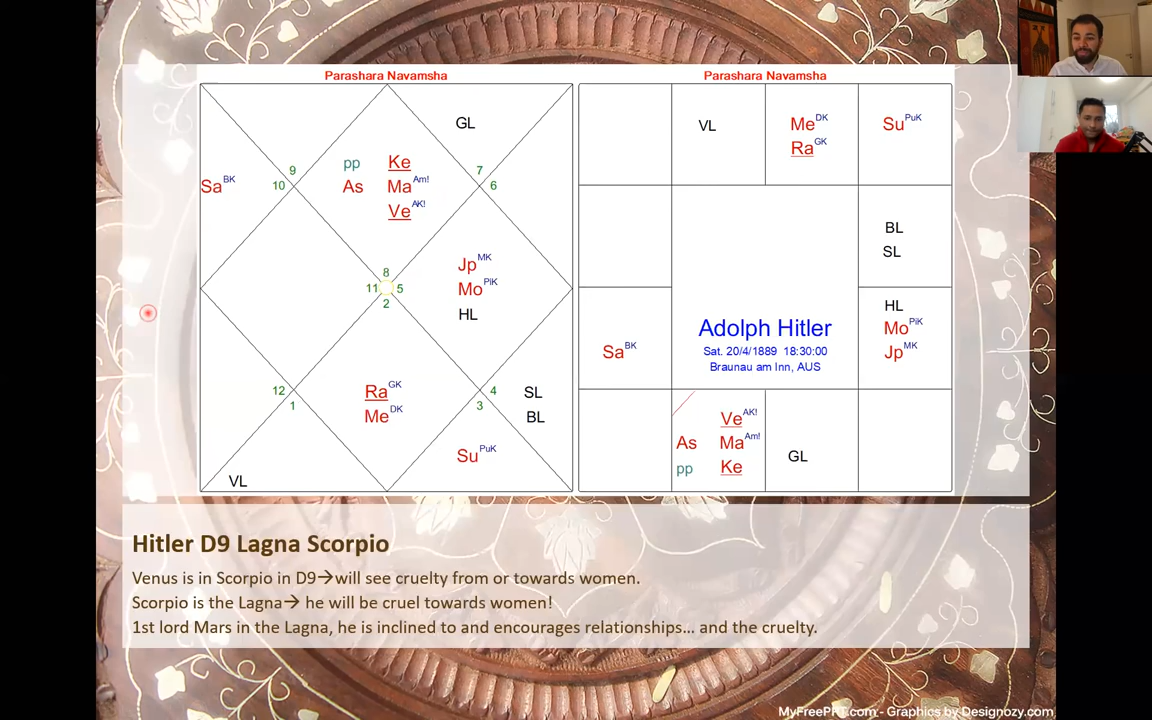 Parashara Navamsha
GL
pp Ke
As Ma Am!
Ve AK!
Sa BK
9
10
7
6
8
11 5
2
Jp MK
Mo PiK
HL
12
1
Ra GK
Me DK
4
3
SL
BL
Su PuK
VL
Parashara Navamsha
VL
Me DK
Ra GK
Su PuK
BL
SL
Sa BK
Adolph Hitler
Sat. 20/4/1889 18:30:00
Braunau am Inn, AUS
HL
Mo PiK
Jp MK
Ve AK!
As Ma Am!
pp Ke
GL
Hitler D9 Lagna Scorpio
Venus is in Scorpio in D9→will see cruelty from or towards women.
Scorpio is the Lagna→ he will be cruel towards women!
1st lord Mars in the Lagna, he is inclined to and encourages relationships… and the cruelty.
MyFreePPT.com - Graphics by Designozy.com